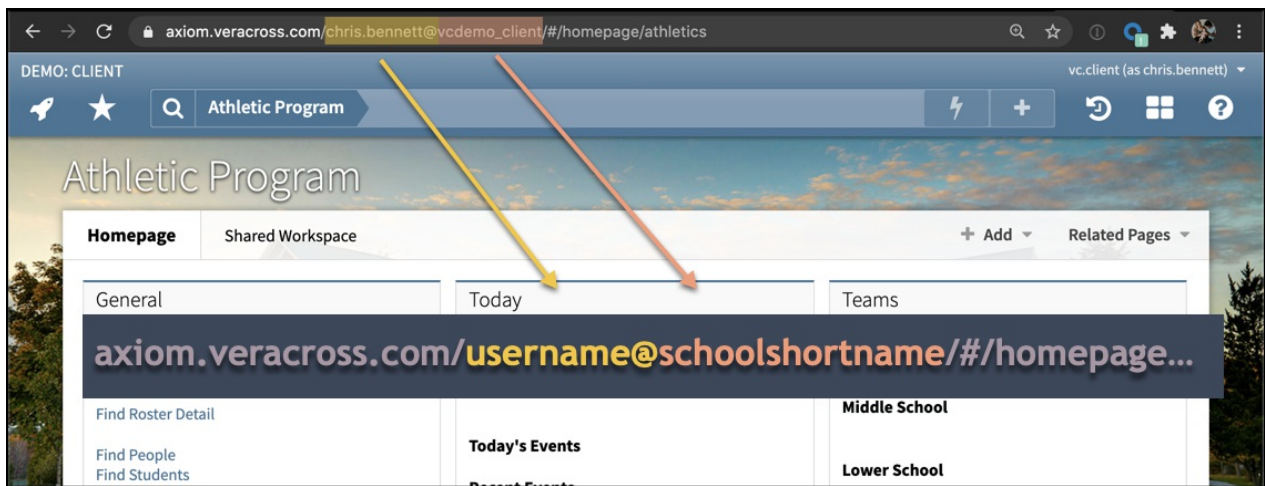 axiom.veracross.com/chris.bennett@vcdemo_client/#/homepage/athletics
DEMO: CLIENT
vc.client (as chris.bennett)
Athletic Program
Athletic Program
Homepage
Shared Workspace
+ Add
Related Pages
General
Today
Teams
axiom.veracross.com/username@schoolshortname/#/homepage...
Find Roster Detail
Middle School
Today's Events
Find People
Find Students
Lower School
Recent Events